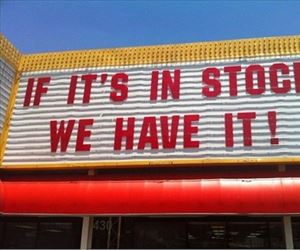 IF IT'S IN STOC
WE HAVE IT!
430